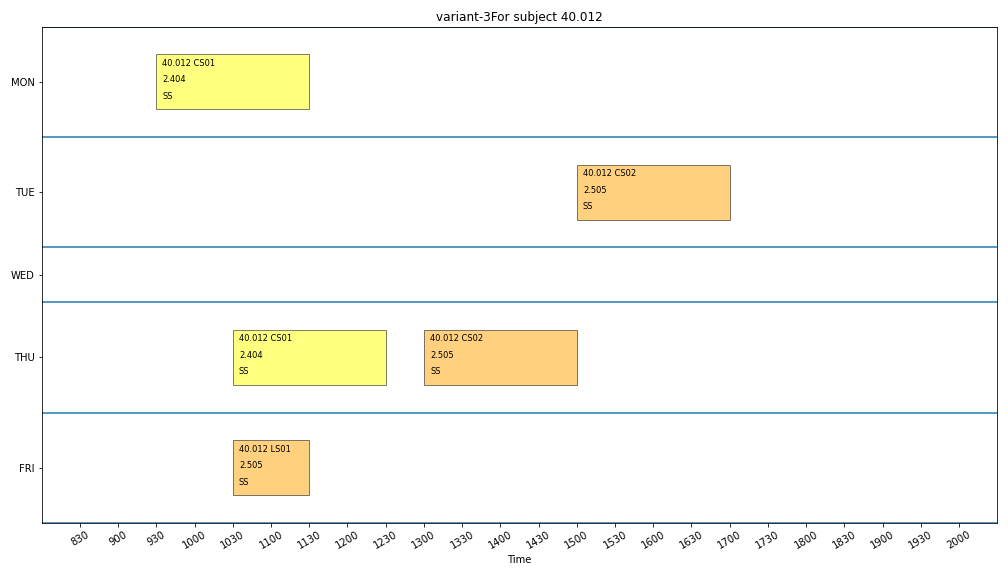 variant-3For subject 40.012
MON
40.012 CS01
2.404
SS
TUE
40.012 CS02
2.505
SS
WED
THU
40.012 CS01
2.404
SS
40.012 CS02
2.505
SS
FRI
40.012 LS01
2.505
SS
830 900 930 1000 1030 1100 1130 1200 1230 1300 1330 1400 1430 1500 1530 1600 1630 1700 1730 1800 1830 1900 1930 2000
Time